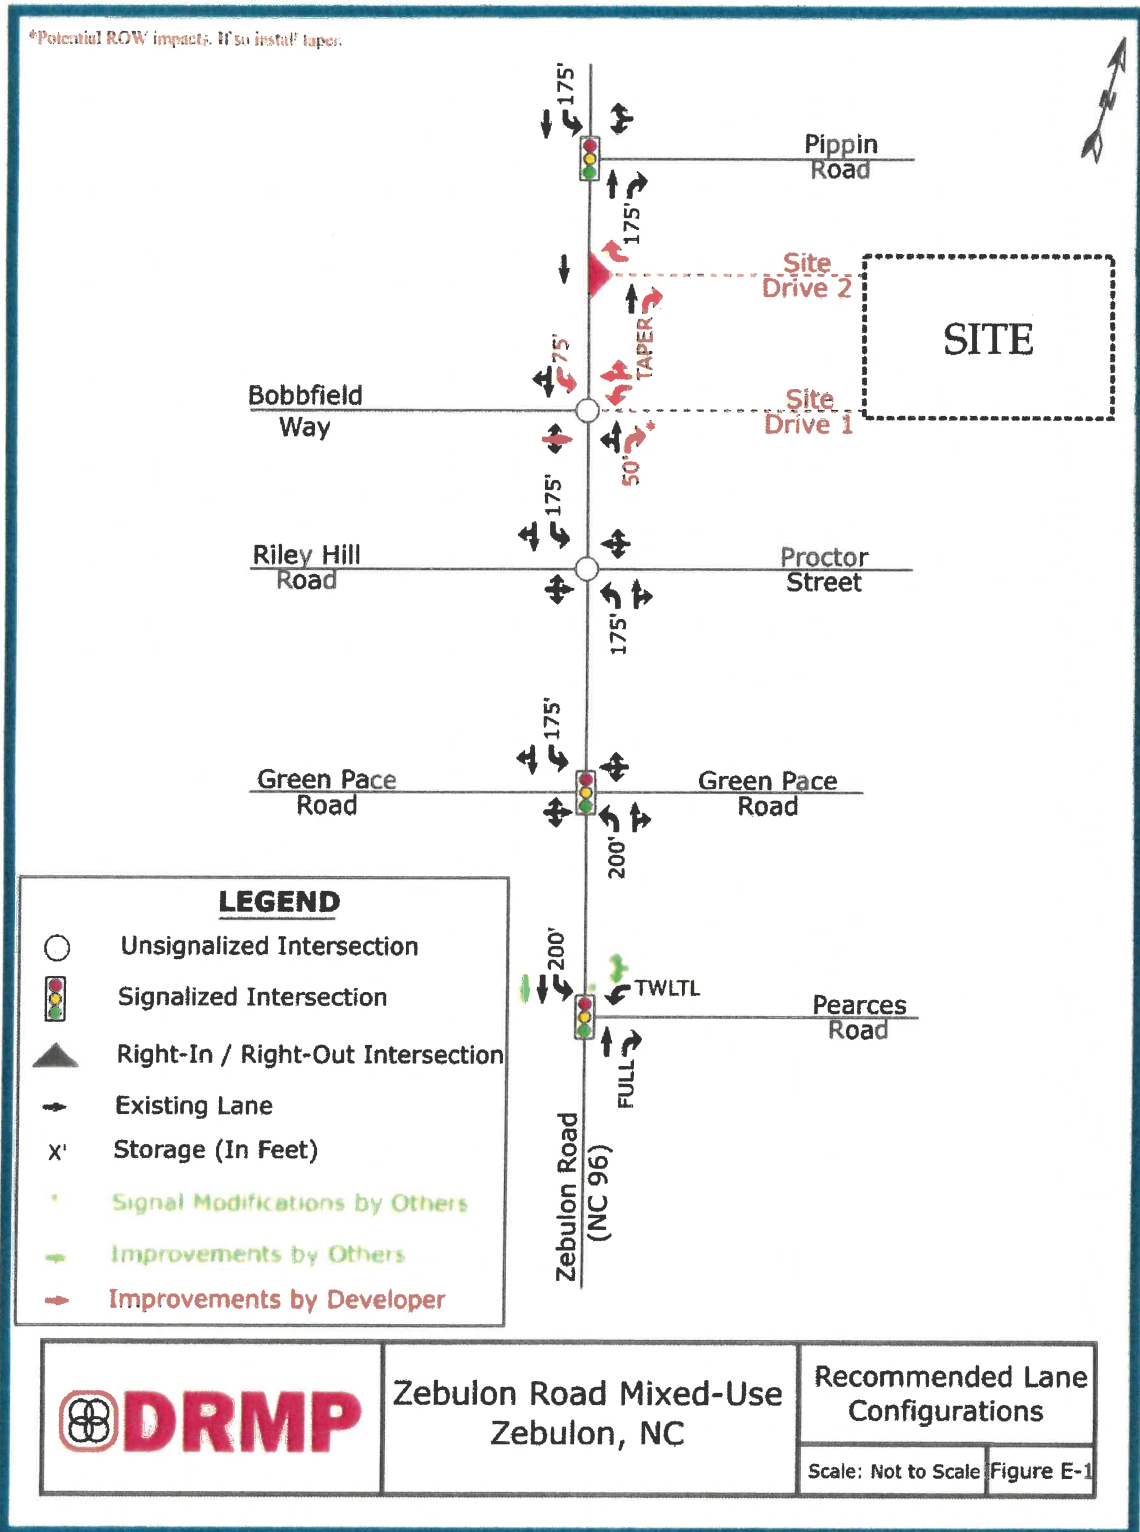 *Potential ROW impacts. If so install taper.
175'
N
Pippin
Road
175'
Site
Drive 2
SITE
TAPER
75'
Bobbfield
Way
Site
Drive 1
50' *
175'
Riley Hill
Road
Proctor
Street
175'
175'
Green Pace
Road
Green Pace
Road
200'
LEGEND
Unsignalized Intersection
Signalized Intersection
Right-In / Right-Out Intersection
Existing Lane
X' Storage (In Feet)
* Signal Modifications by Others
Improvements by Others
Improvements by Developer
200'
TWLTL
Pearces
Road
FULL
Zebulon Road
(NC 96)
DRMP
Zebulon Road Mixed-Use
Zebulon, NC
Recommended Lane
Configurations
Scale: Not to Scale
Figure E-1